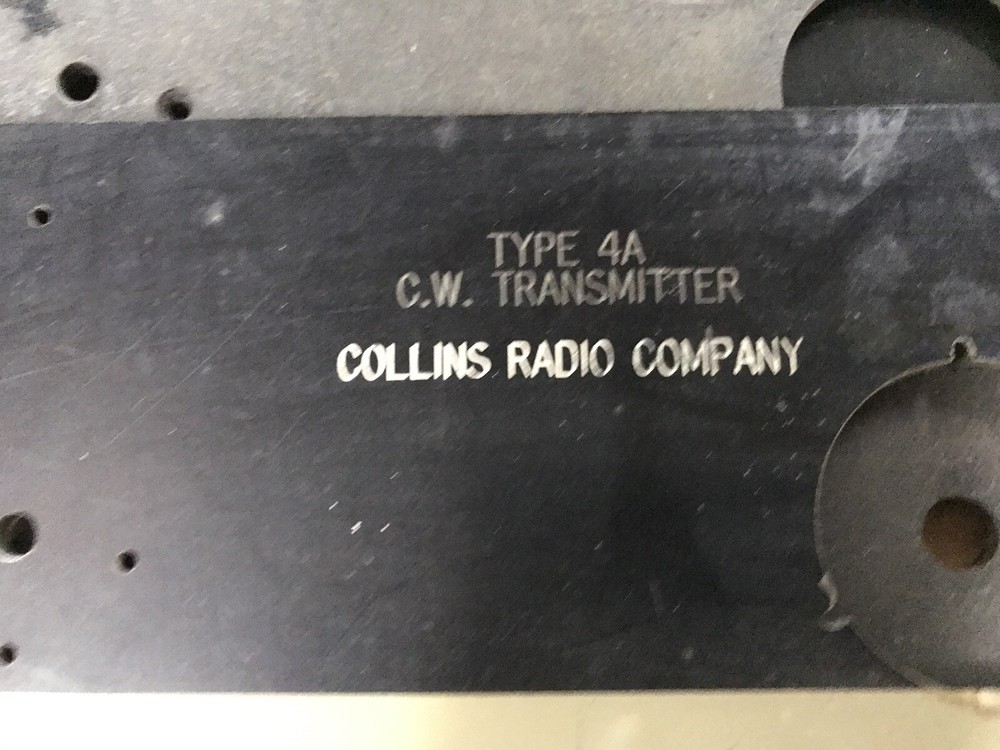 TYPE 4A
C.W. TRANSMITTER
COLLINS RADIO COMPANY